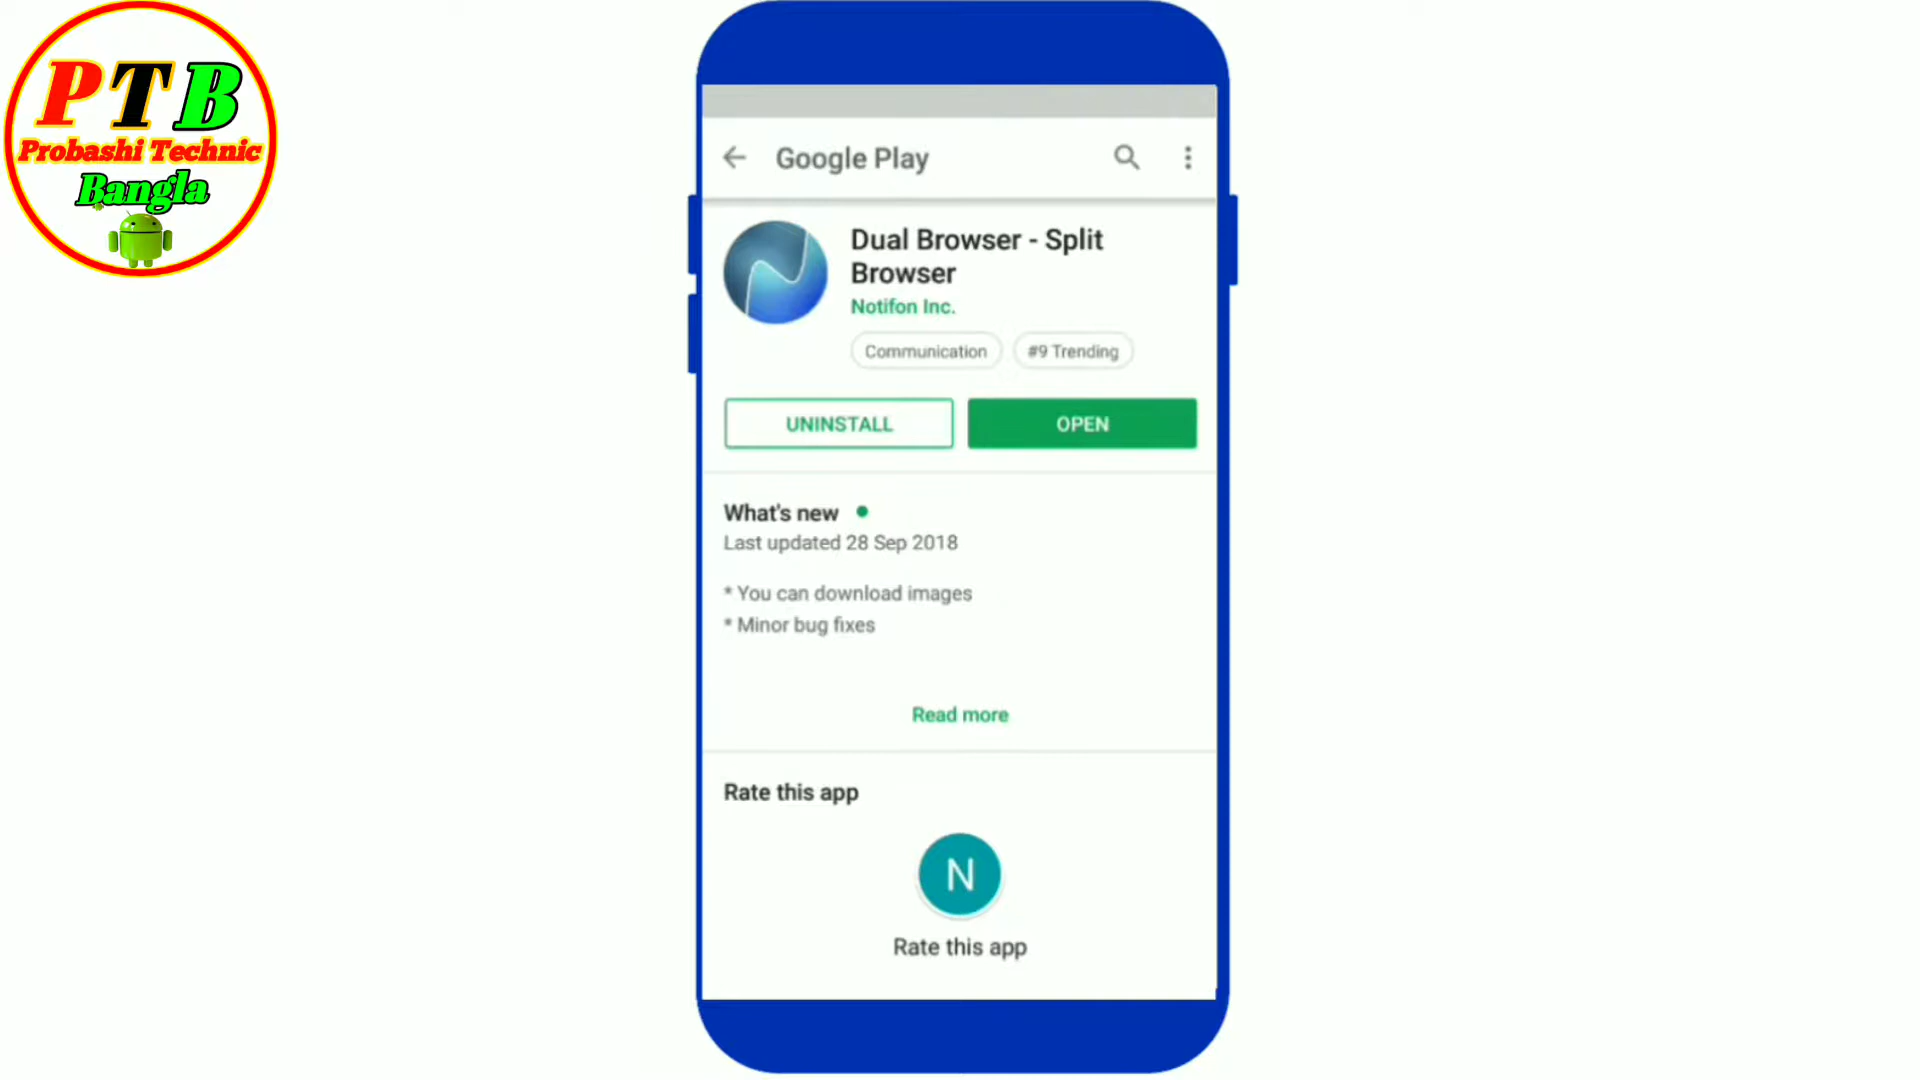 PTB
Probashi Technic
Bangla
Google Play
Dual Browser - Split
Browser
Notifon Inc.
Communication
#9 Trending
UNINSTALL
OPEN
What's new
Last updated 28 Sep 2018
* You can download images
* Minor bug fixes
Read more
Rate this app
N
Rate this app